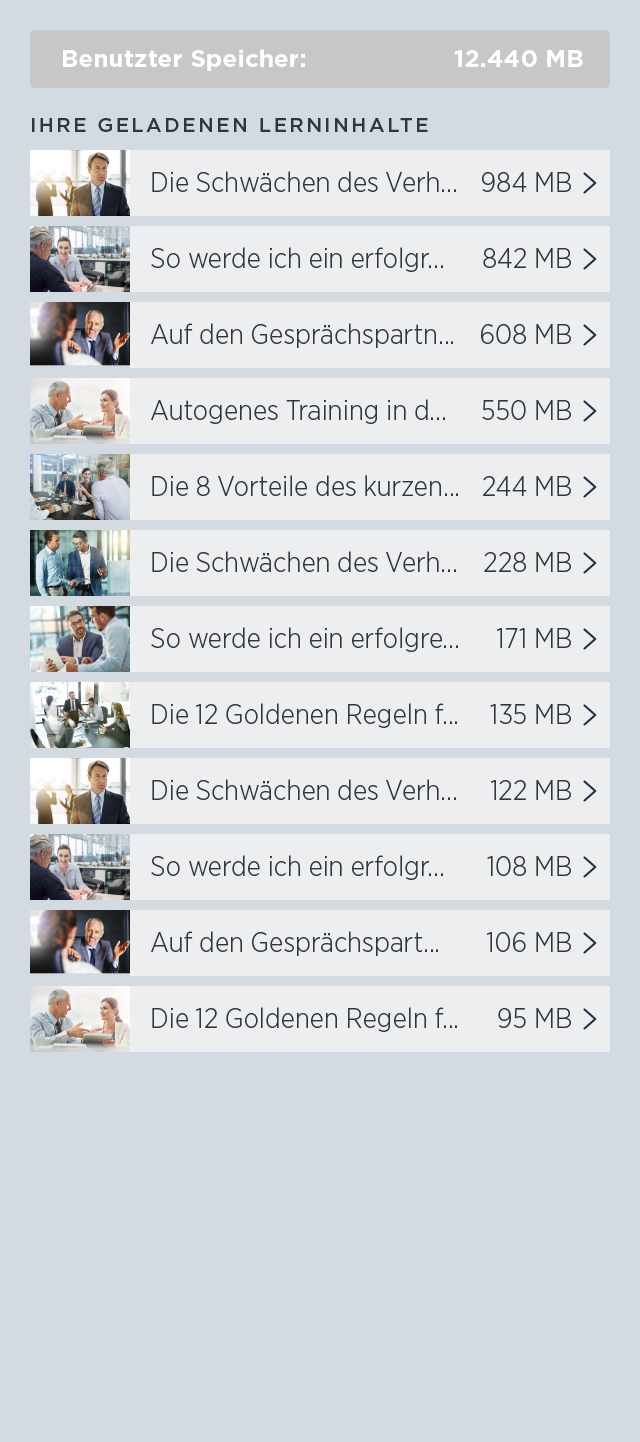 Benutzter Speicher: 12.440 MB
IHRE GELADENEN LERNINHALTE
Die Schwächen des Verh... 984 MB
So werde ich ein erfolgr... 842 MB
Auf den Gesprächspartn... 608 MB
Autogenes Training in d... 550 MB
Die 8 Vorteile des kurzen... 244 MB
Die Schwächen des Verh... 228 MB
So werde ich ein erfolgre... 171 MB
Die 12 Goldenen Regeln f... 135 MB
Die Schwächen des Verh... 122 MB
So werde ich ein erfolgr... 108 MB
Auf den Gesprächspart... 106 MB
Die 12 Goldenen Regeln f... 95 MB